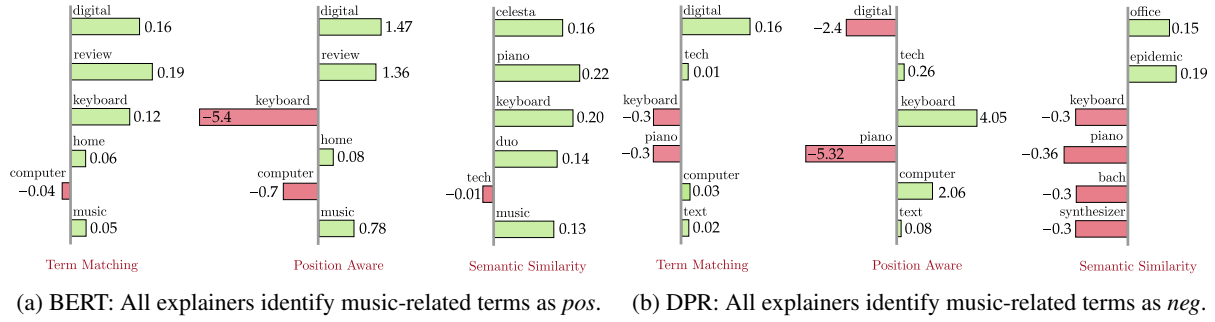 digital
0.16
review
0.19
keyboard
0.12
home
0.06
computer
−0.04
music
0.05
Term Matching
digital
1.47
review
1.36
keyboard
−5.4
home
0.08
computer
−0.7
music
0.78
Position Aware
celesta
0.16
piano
0.22
keyboard
0.20
duo
0.14
tech
−0.01
music
0.13
Semantic Similarity
(a) BERT: All explainers identify music-related terms as pos.
digital
0.16
tech
0.01
keyboard
−0.3
piano
−0.3
computer
0.03
text
0.02
Term Matching
digital
−2.4
tech
0.26
keyboard
4.05
piano
−5.32
computer
2.06
text
0.08
Position Aware
office
0.15
epidemic
0.19
keyboard
−0.3
piano
−0.36
bach
−0.3
synthesizer
−0.3
Semantic Similarity
(b) DPR: All explainers identify music-related terms as neg.